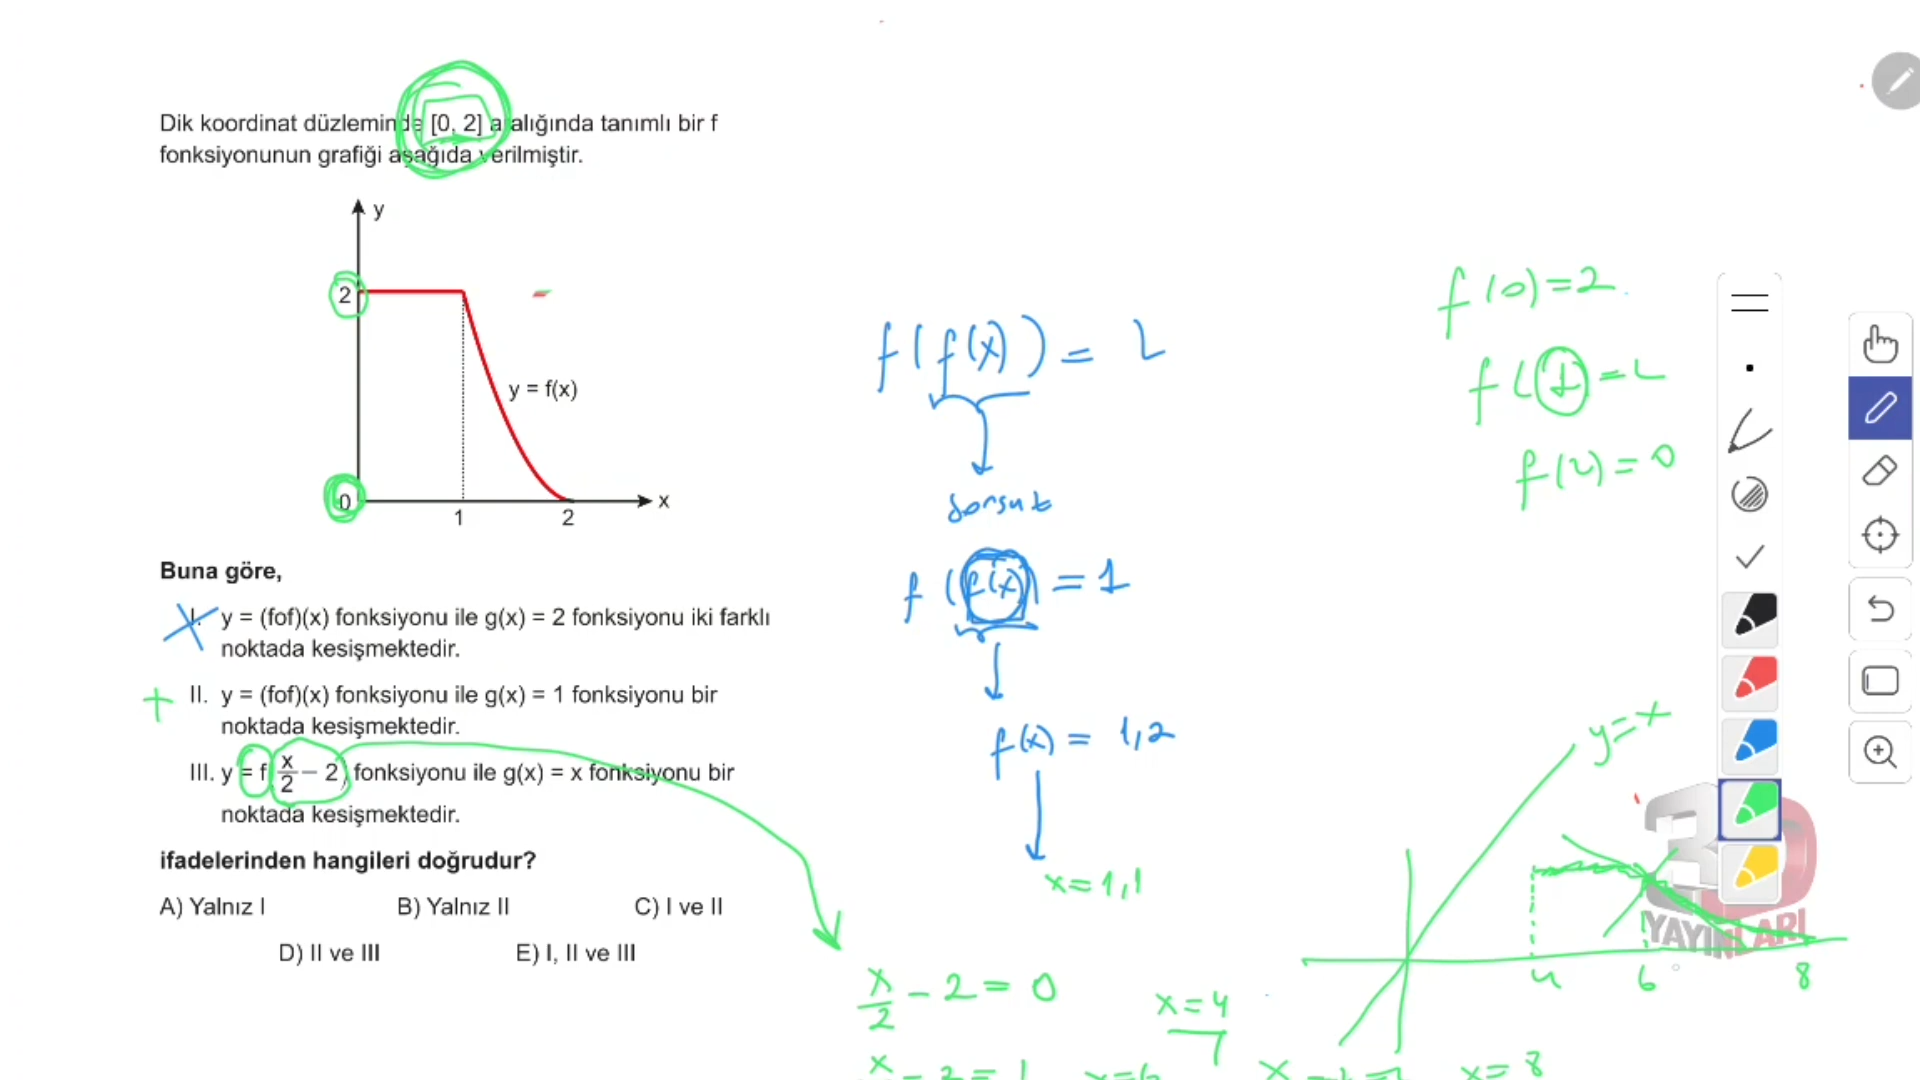 Dik koordinat düzleminde [0, 2] aralığında tanımlı bir f
fonksiyonunun grafiği aşağıda verilmiştir.
y
2
y = f(x)
0
1
2
x
Buna göre,
I. y = (fof)(x) fonksiyonu ile g(x) = 2 fonksiyonu iki farklı
noktada kesişmektedir.
+ II. y = (fof)(x) fonksiyonu ile g(x) = 1 fonksiyonu bir
noktada kesişmektedir.
III. y = f(x/2 − 2) fonksiyonu ile g(x) = x fonksiyonu bir
noktada kesişmektedir.
ifadelerinden hangileri doğrudur?
A) Yalnız I B) Yalnız II C) I ve II
D) II ve III E) I, II ve III
f(f(x)) = 2
f(f(x)) = 1
f(x) = 1,2
x = 1,1
f(0) = 2
f(1) = 2
f(2) = 0
y = x
4 6 8
x/2 − 2 = 0
x = 4
x = 8
3D
YAYINLARI